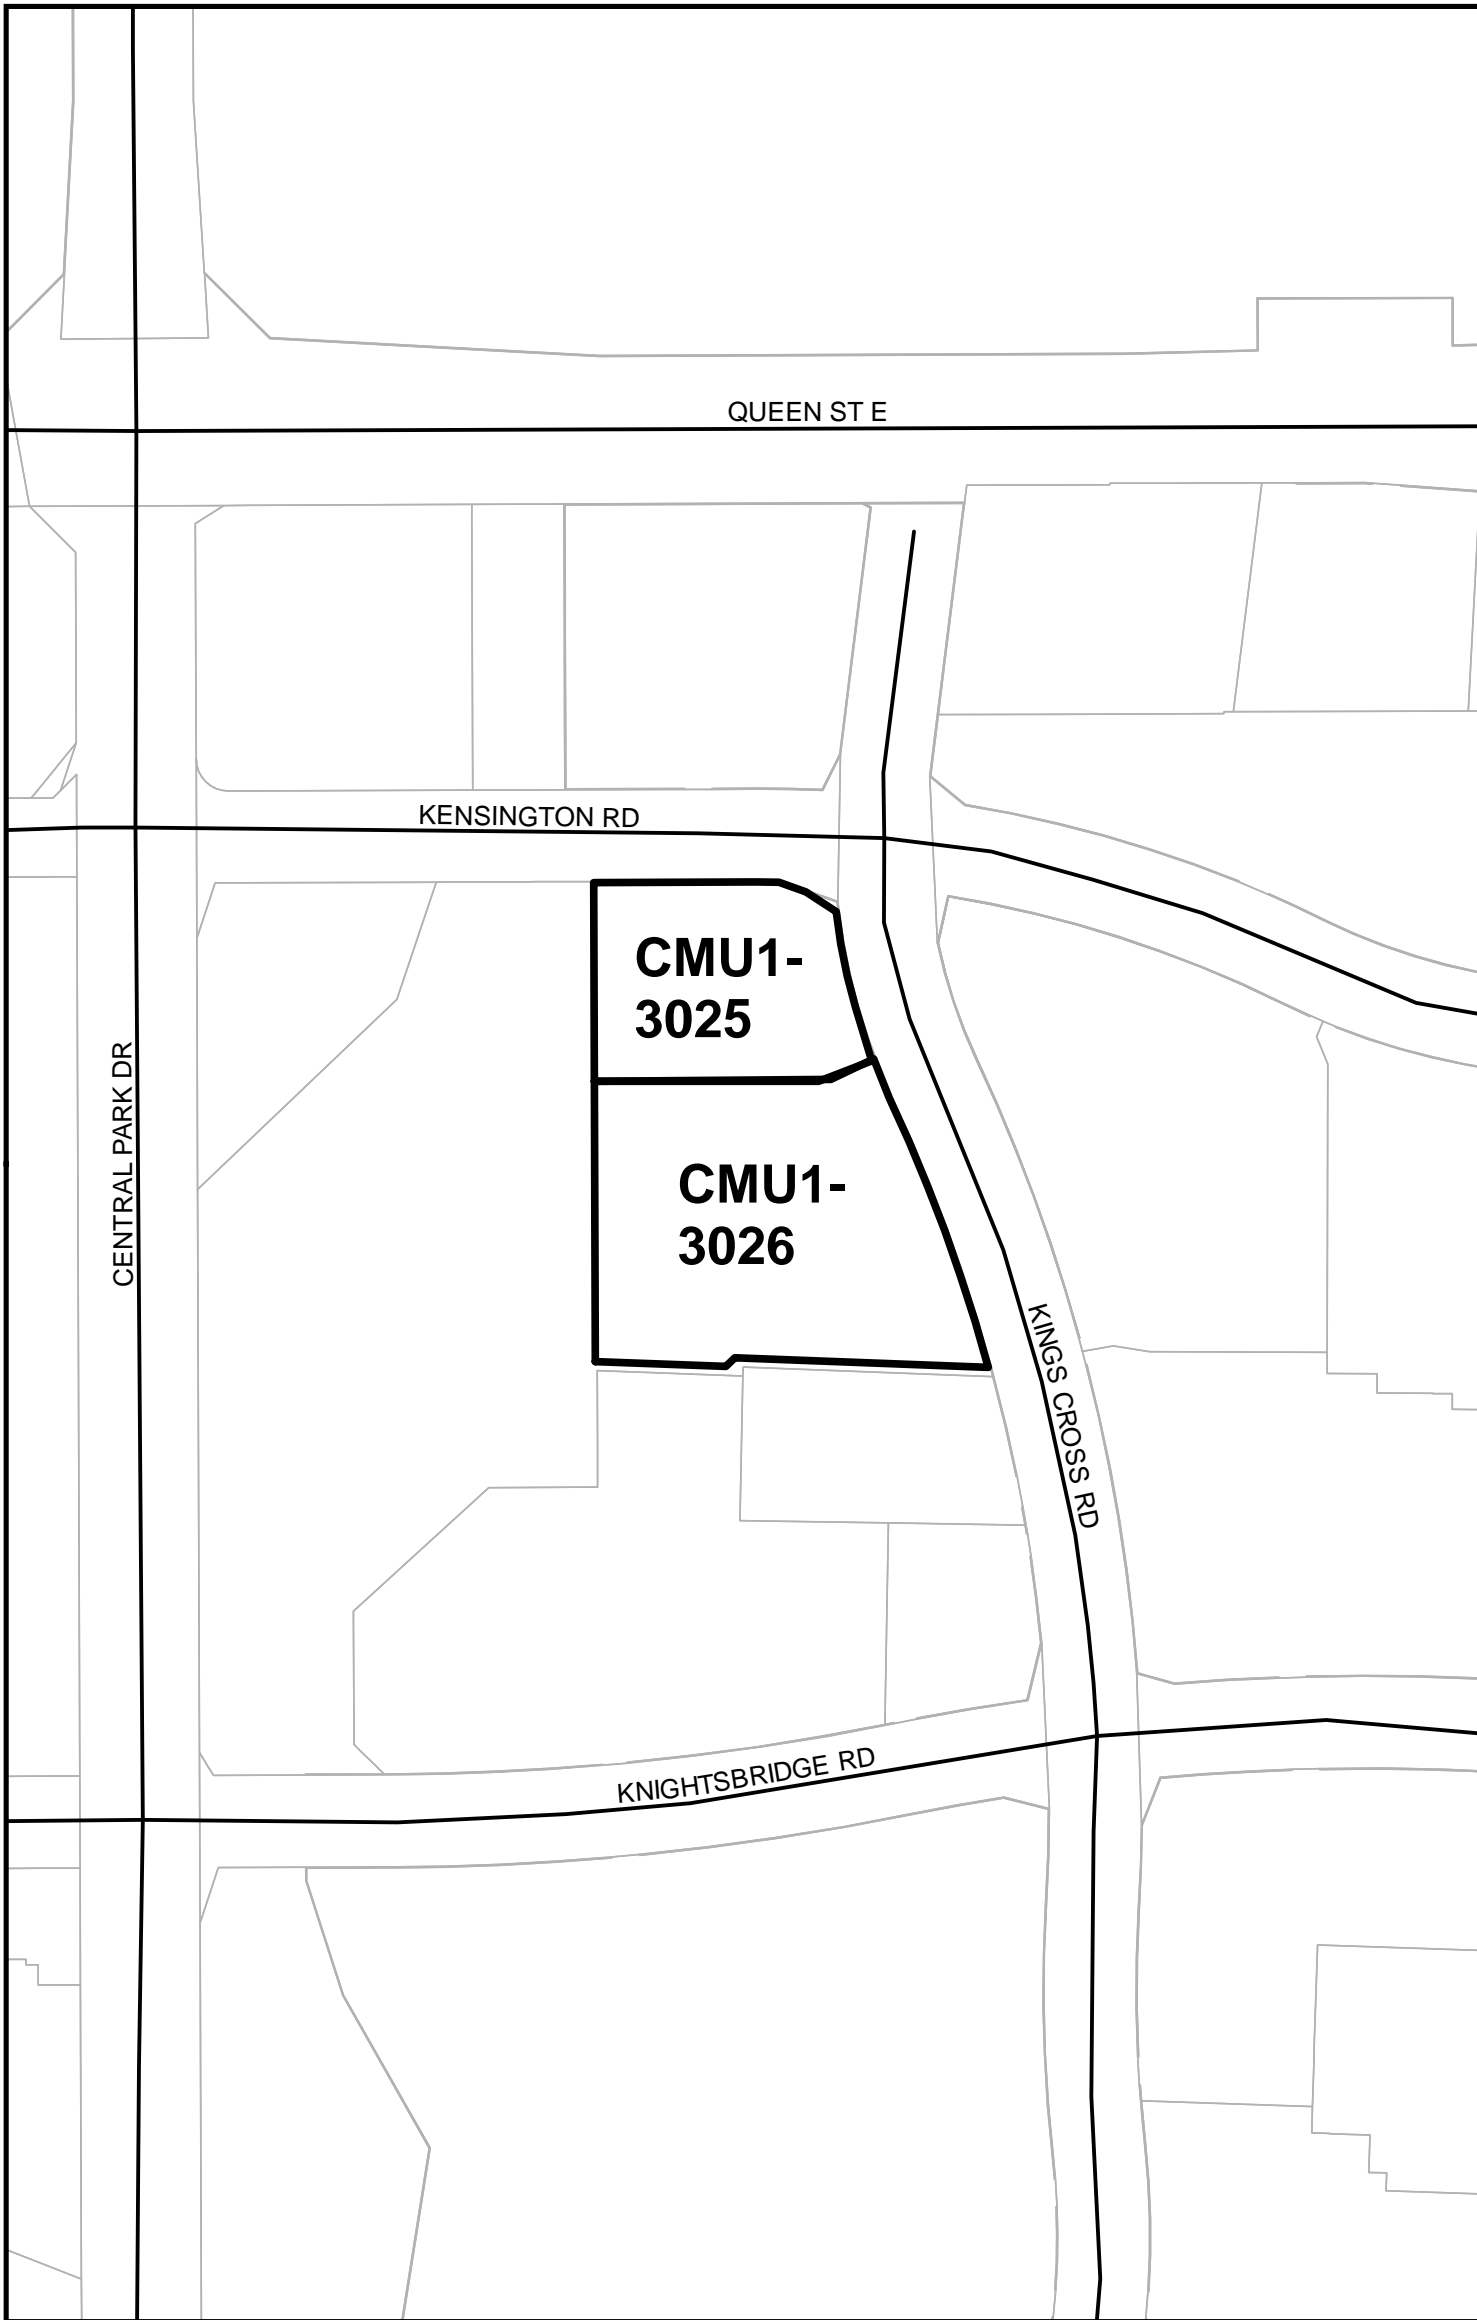 QUEEN ST E
KENSINGTON RD
CMU1-
3025
CENTRAL PARK DR
CMU1-
3026
KINGS CROSS RD
KNIGHTSBRIDGE RD